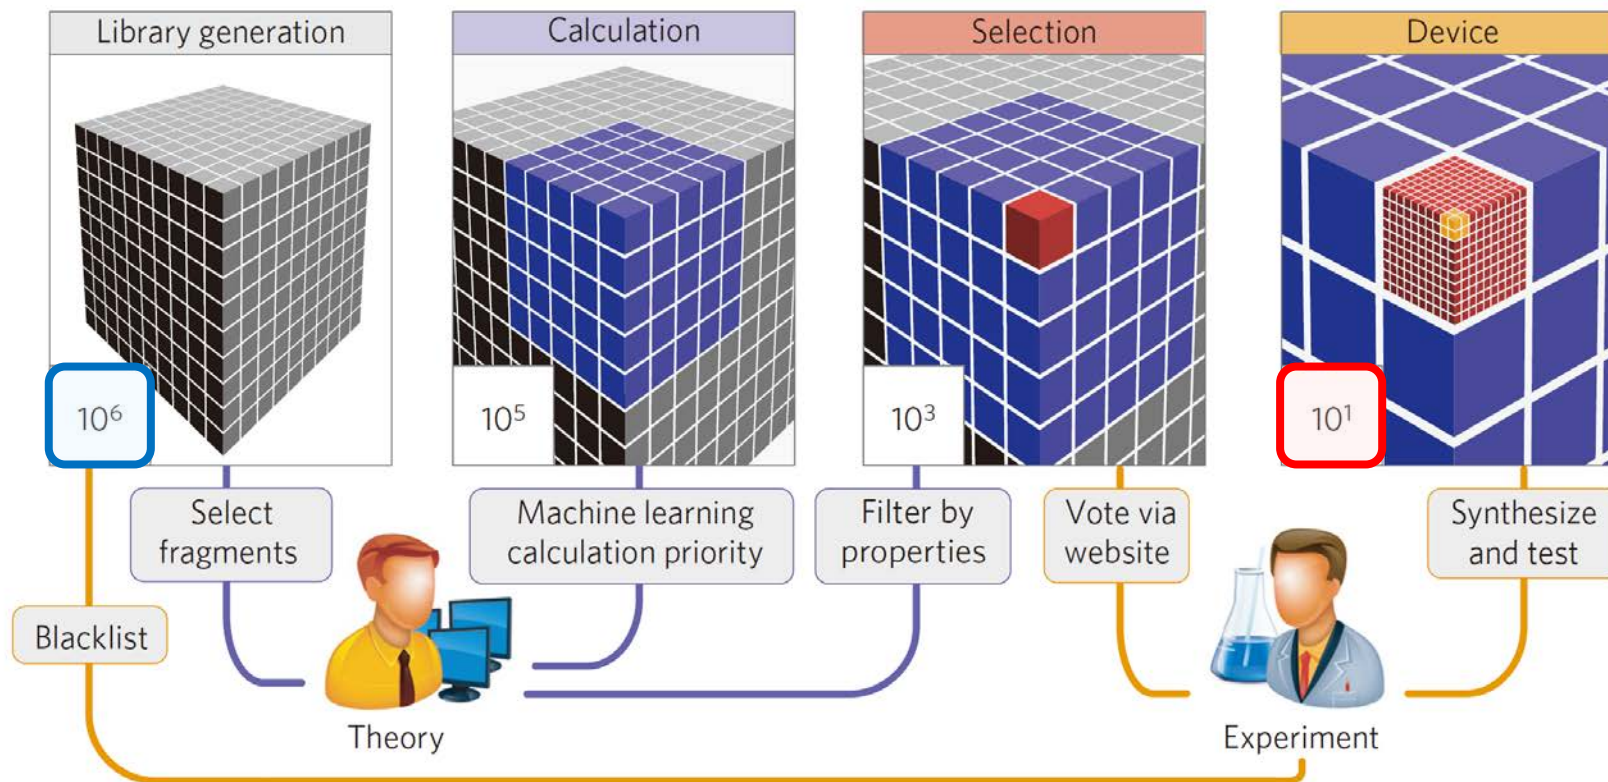 Library generation
Calculation
Selection
Device
10⁶
10⁵
10³
10¹
Select
fragments
Machine learning
calculation priority
Filter by
properties
Vote via
website
Synthesize
and test
Blacklist
Theory
Experiment